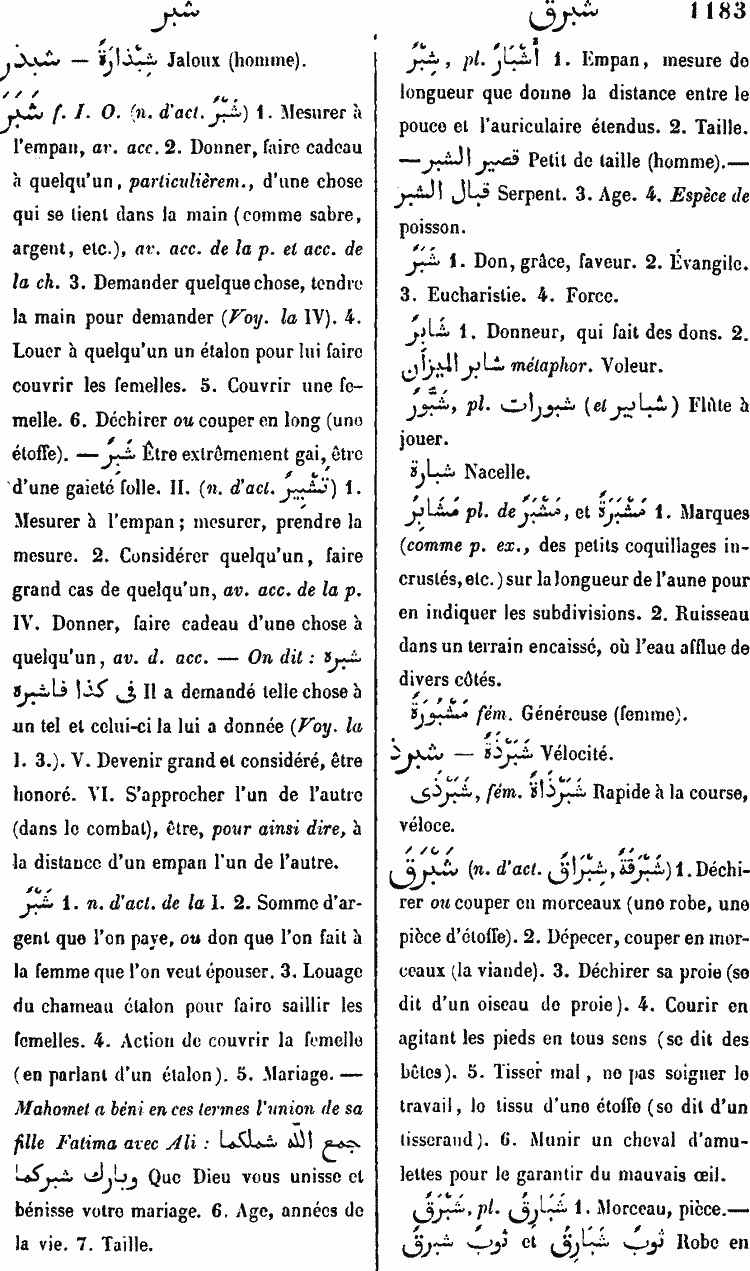 شبر
شبرق 1183
شبذر — شِبْذَارَةٌ Jaloux (homme).
شَبَرَ f. I. O. (n. d'act. شَبْرٌ) 1. Mesurer à
l'empan, av. acc. 2. Donner, faire cadeau
à quelqu'un, particulièrem., d'une chose
qui se tient dans la main (comme sabre,
argent, etc.), av. acc. de la p. et acc. de
la ch. 3. Demander quelque chose, tendre
la main pour demander (Voy. la IV). 4.
Louer à quelqu'un un étalon pour lui faire
couvrir les femelles. 5. Couvrir une fe-
melle. 6. Déchirer ou couper en long (une
étoffe). — شَبِرَ Être extrêmement gai, être
d'une gaieté folle. II. (n. d'act. تَشْبِيرٌ) 1.
Mesurer à l'empan; mesurer, prendre la
mesure. 2. Considérer quelqu'un, faire
grand cas de quelqu'un, av. acc. de la p.
IV. Donner, faire cadeau d'une chose à
quelqu'un, av. d. acc. — On dit : شبره
فى كذا فاشبره Il a demandé telle chose à
un tel et celui-ci la lui a donnée (Voy. la
I. 3.). V. Devenir grand et considéré, être
honoré. VI. S'approcher l'un de l'autre
(dans le combat), être, pour ainsi dire, à
la distance d'un empan l'un de l'autre.
شَبْرٌ 1. n. d'act. de la I. 2. Somme d'ar-
gent que l'on paye, ou don que l'on fait à
la femme que l'on veut épouser. 3. Louage
du chameau étalon pour faire saillir les
femelles. 4. Action de couvrir la femelle
(en parlant d'un étalon). 5. Mariage. —
Mahomet a béni en ces termes l'union de sa
fille Fatima avec Ali : جمع الله شملكما
وبارك شبركما Que Dieu vous unisse et
bénisse votre mariage. 6. Age, années de
la vie. 7. Taille.
شِبْرٌ, pl. أَشْبَارٌ 1. Empan, mesure de
longueur que donne la distance entre le
pouce et l'auriculaire étendus. 2. Taille.
— قصير الشبر Petit de taille (homme). —
قبال الشبر Serpent. 3. Age. 4. Espèce de
poisson.
شَبَرٌ 1. Don, grâce, faveur. 2. Évangile.
3. Eucharistie. 4. Force.
شَابِرٌ 1. Donneur, qui fait des dons. 2.
شابر الميزان métaphor. Voleur.
شَبُّورٌ, pl. شبورات (et شبابير) Flûte à
jouer.
شبارة Nacelle.
مَشَابِرُ pl. de مَشْبَرٌ, et مَشْبَرَةٌ 1. Marques
(comme p. ex., des petits coquillages in-
crustés, etc.) sur la longueur de l'aune pour
en indiquer les subdivisions. 2. Ruisseau
dans un terrain encaissé, où l'eau afflue de
divers côtés.
مَشْبُورَةٌ fém. Généreuse (femme).
شبرذ — شَبْرَذَةٌ Vélocité.
شَبَرْذَى, fém. شَبَرْذَاةٌ Rapide à la course,
véloce.
شَبْرَقَ (n. d'act. شَبْرَقَةٌ, شِبْرَاقٌ) 1. Déchi-
rer ou couper en morceaux (une robe, une
pièce d'étoffe). 2. Dépecer, couper en mor-
ceaux (la viande). 3. Déchirer sa proie (se
dit d'un oiseau de proie). 4. Courir en
agitant les pieds en tous sens (se dit des
bêtes). 5. Tisser mal, ne pas soigner le
travail, le tissu d'une étoffe (se dit d'un
tisserand). 6. Munir un cheval d'amu-
lettes pour le garantir du mauvais œil.
شَبْرَقٌ, pl. شَبَارِقُ 1. Morceau, pièce. —
ثوبٌ شَبَارِقُ et ثوبٌ شبرقٌ Robe en